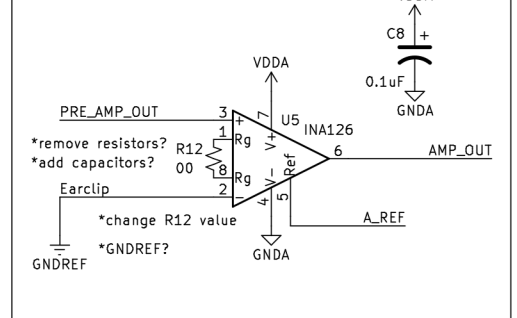 C8 +
0.1uF
GNDA
VDDA
PRE_AMP_OUT
3
7
U5
INA126
+
1
Rg
V+
*remove resistors?
R12
*add capacitors?
00
6
AMP_OUT
Ref
8
Rg
V-
Earclip
2
-
4
5
*change R12 value
A_REF
*GNDREF?
GNDREF
GNDA